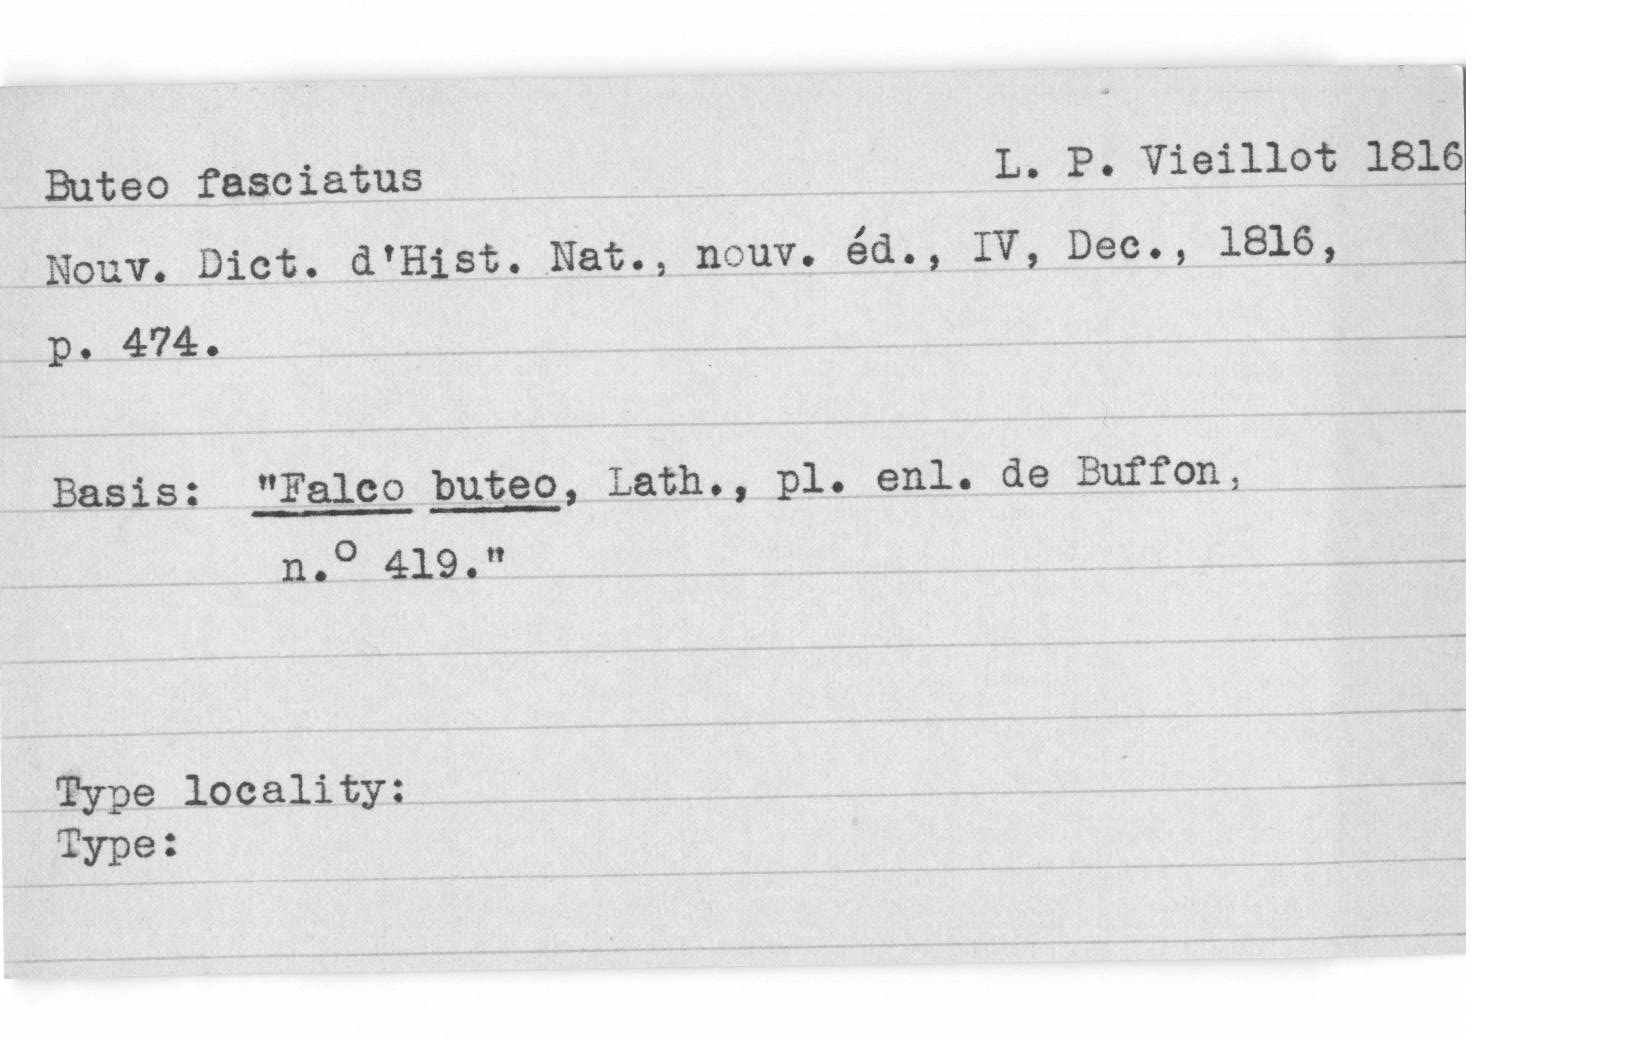 Buteo fasciatus L. P. Vieillot 1816
Nouv. Dict. d'Hist. Nat., nouv. éd., IV, Dec., 1816,
p. 474.
Basis: "Falco buteo, Lath., pl. enl. de Buffon,
n.º 419."
Type locality:
Type: